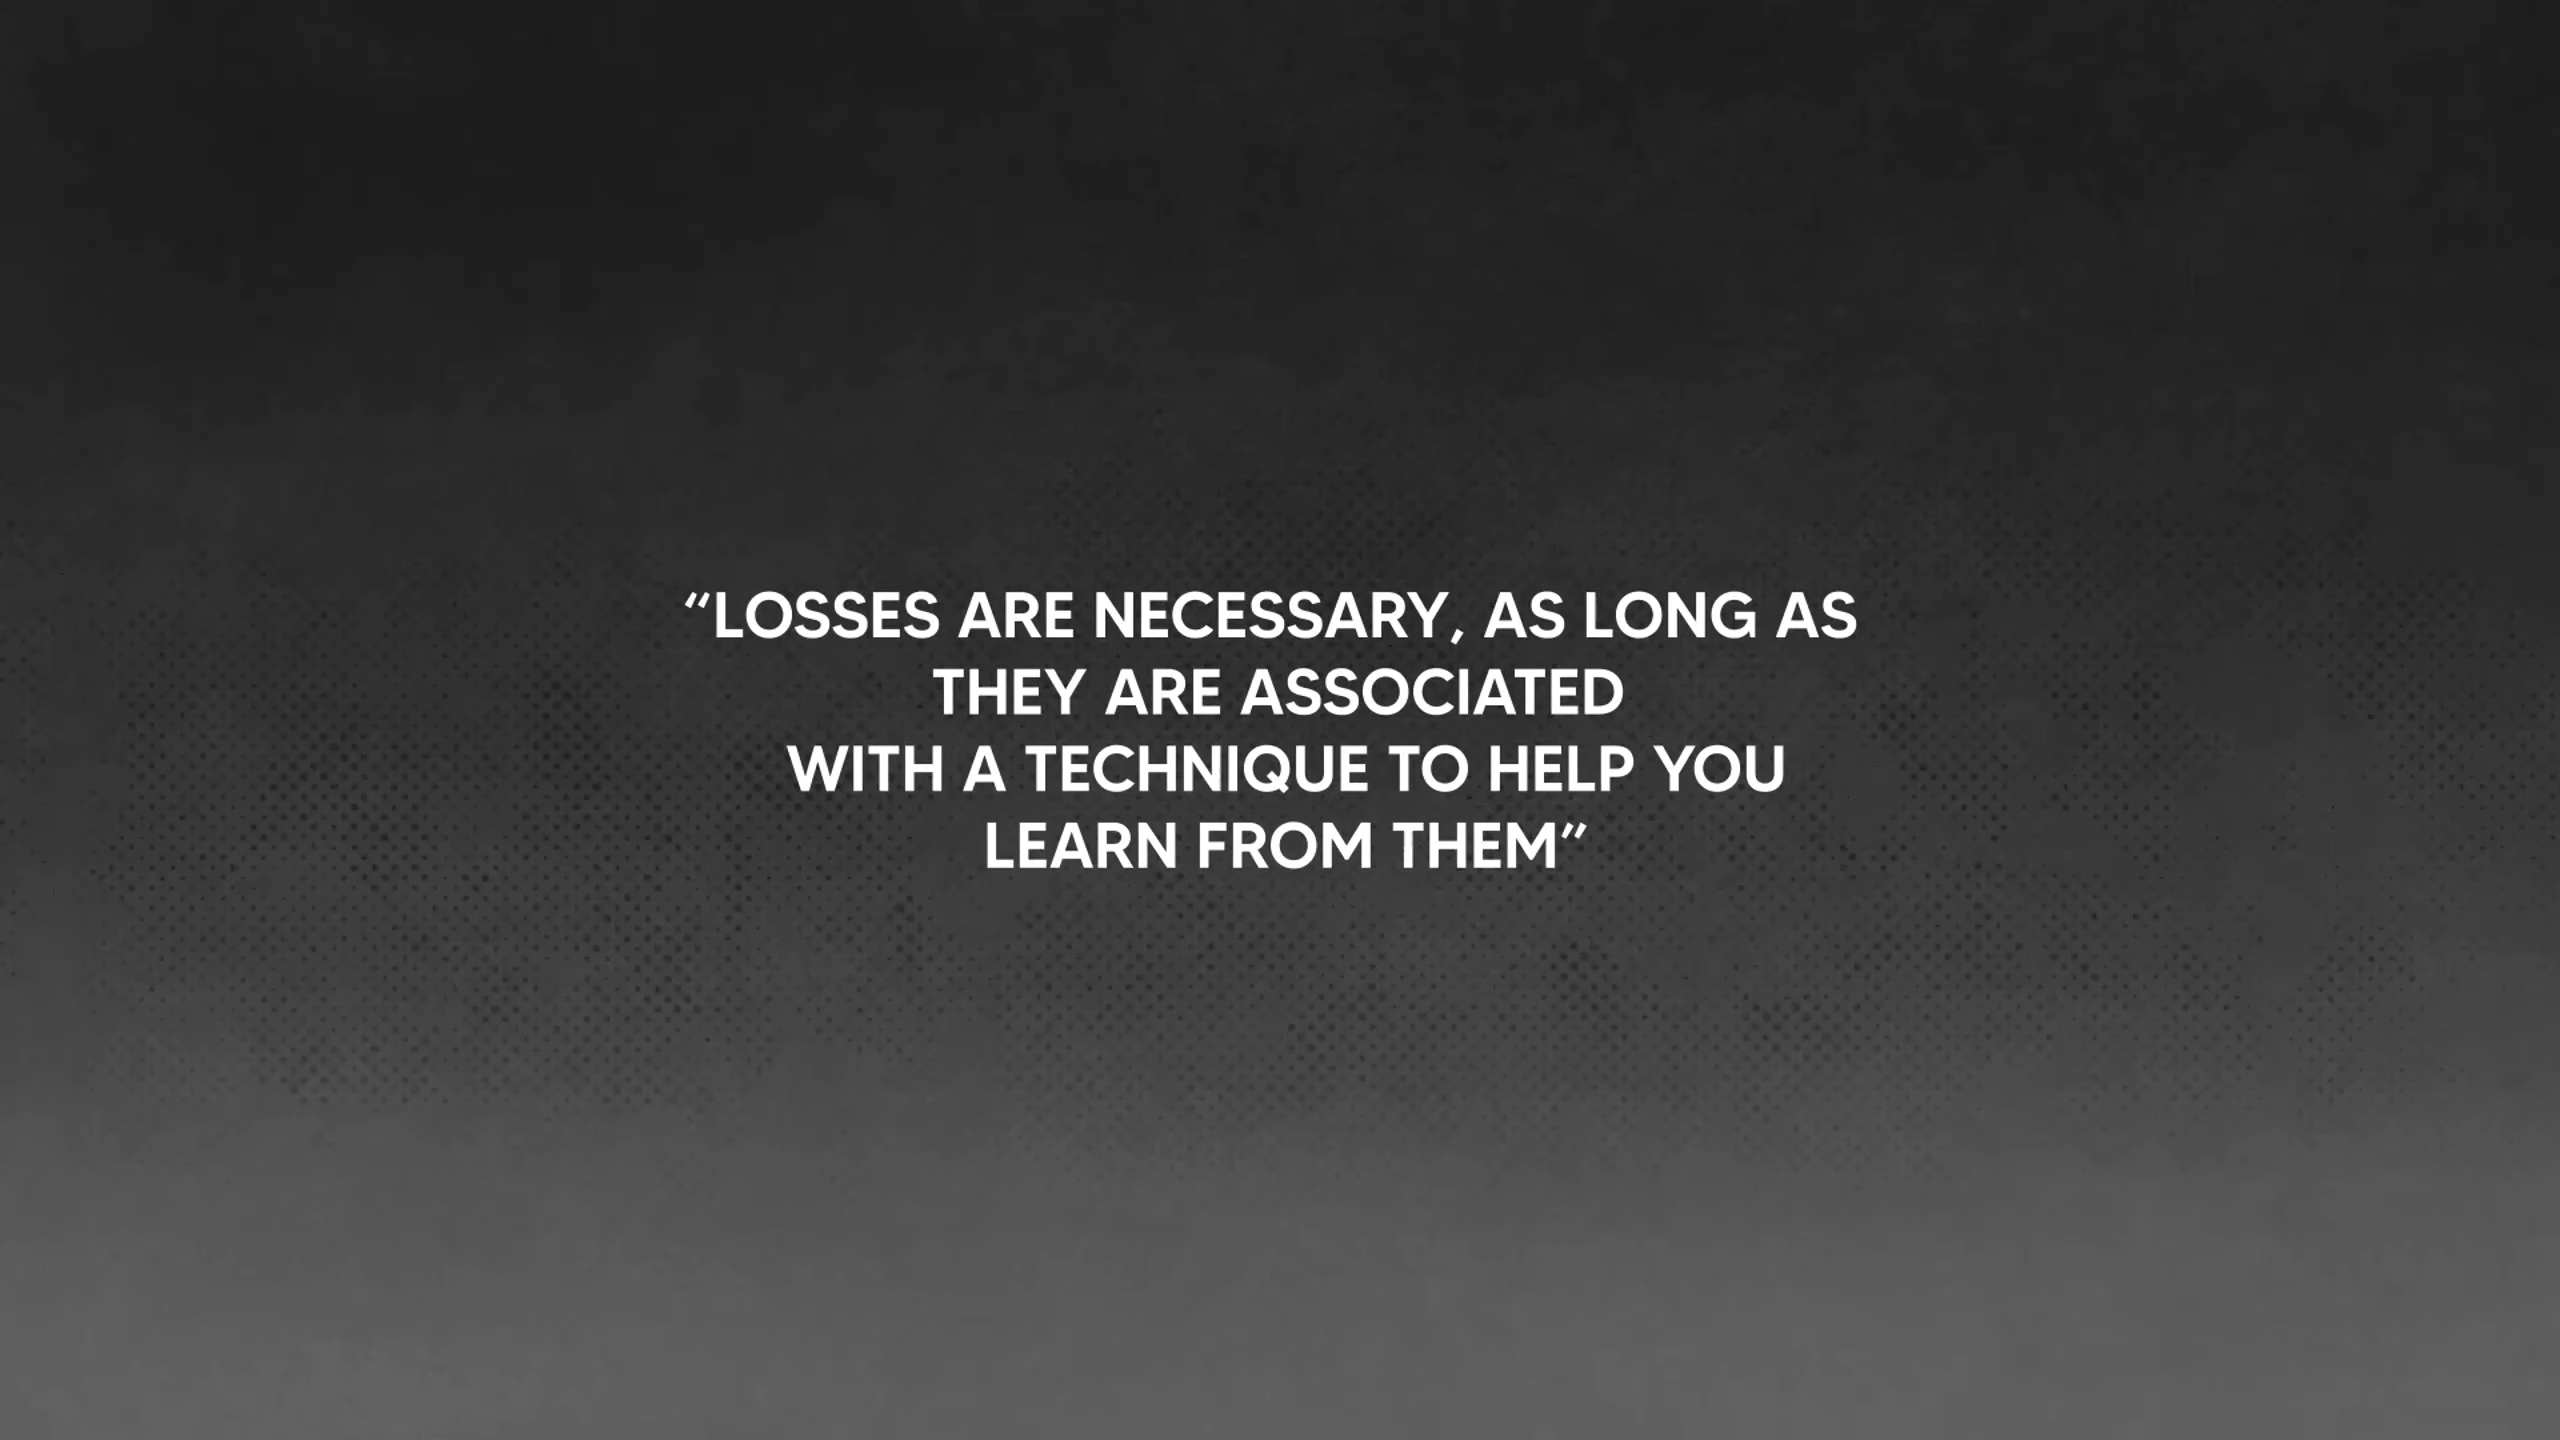 “LOSSES ARE NECESSARY, AS LONG AS
THEY ARE ASSOCIATED
WITH A TECHNIQUE TO HELP YOU
LEARN FROM THEM”